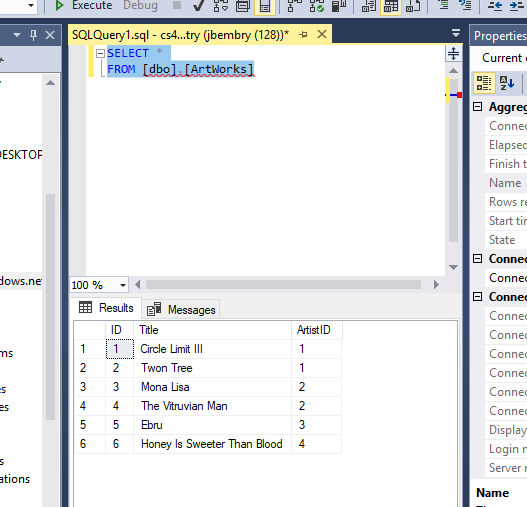 Execute Debug
SQLQuery1.sql - cs4...try (jbembry (128))*
SELECT *
FROM [dbo].[ArtWorks]
Properties
Current c
Aggreg
Connec
Elapsed
Finish t
Name
Rows re
Start tir
State
Connec
Connec
Connec
Connec
Connec
Connec
Connec
Connec
Connec
Display
Login n
Server r
Name
ESKTOP
dows.ne
ms
es
es
s
ations
100 %
Results Messages
ID Title ArtistID
1 1 Circle Limit III 1
2 2 Twon Tree 1
3 3 Mona Lisa 2
4 4 The Vitruvian Man 2
5 5 Ebru 3
6 6 Honey Is Sweeter Than Blood 4